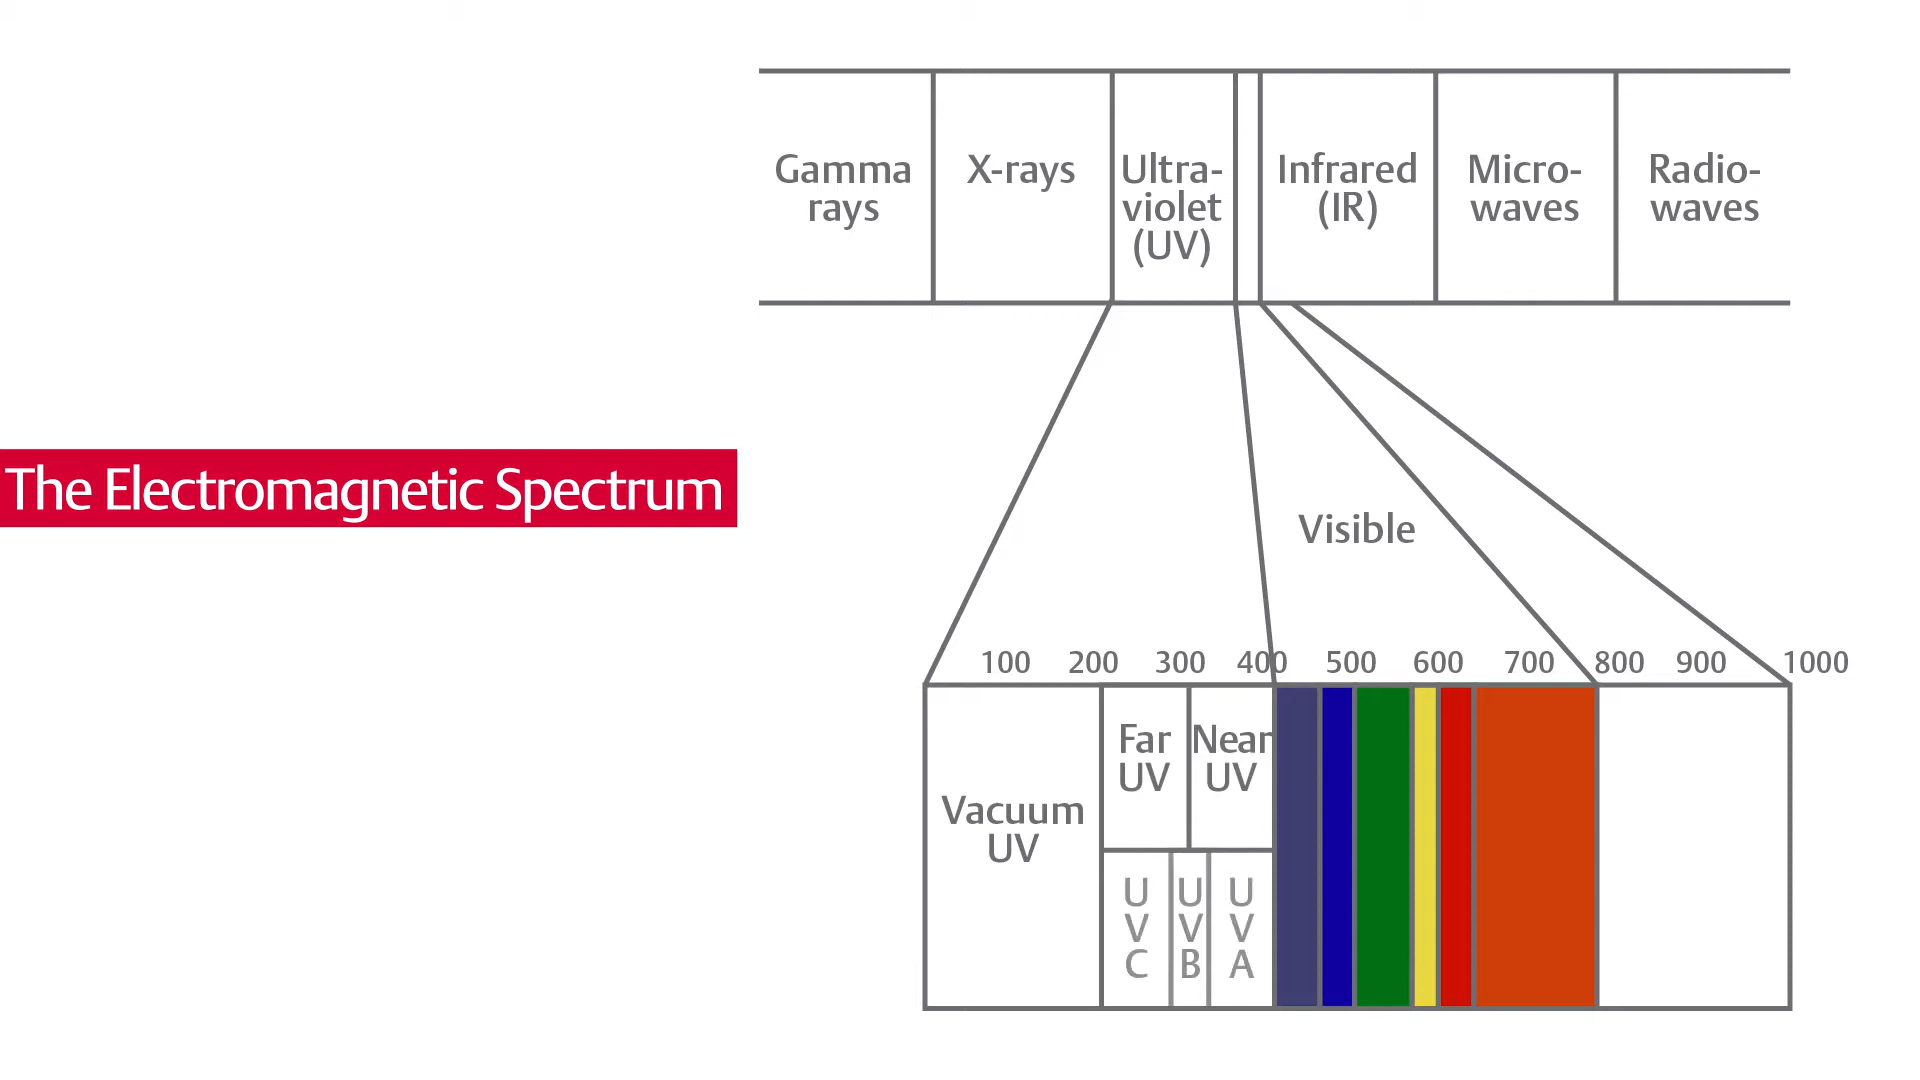 The Electromagnetic Spectrum
Gamma
rays
X-rays
Ultra-
violet
(UV)
Infrared
(IR)
Micro-
waves
Radio-
waves
Visible
100 200 300 400 500 600 700 800 900 1000
Vacuum
UV
Far
UV
Near
UV
U
V
C
U
V
B
U
V
A